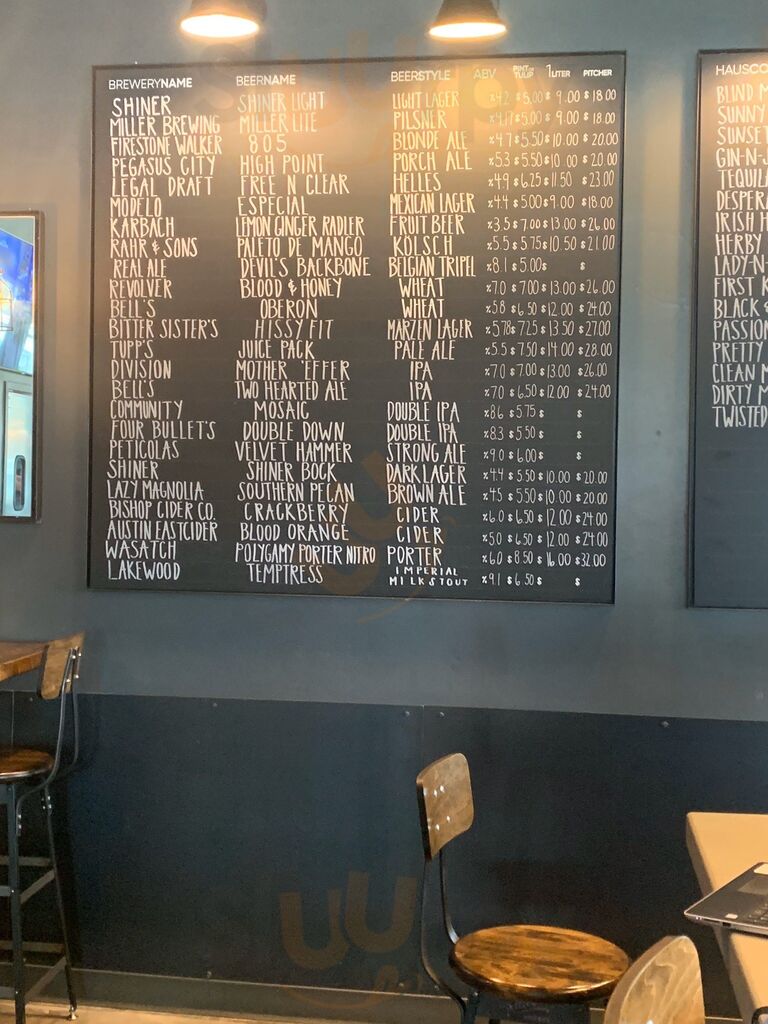 BREWERYNAME BEERNAME BEERSTYLE ABV PINT OR TULIP 1LITER PITCHER
SHINER SHINER LIGHT LIGHT LAGER %4.2 $5.00 $9.00 $18.00
MILLER BREWING MILLER LITE PILSNER %4.17 $5.00 $9.00 $18.00
FIRESTONE WALKER 805 BLONDE ALE %4.7 $5.50 $10.00 $20.00
PEGASUS CITY HIGH POINT PORCH ALE %5.3 $5.50 $10.00 $20.00
LEGAL DRAFT FREE N CLEAR HELLES %4.9 $6.25 $11.50 $23.00
MODELO ESPECIAL MEXICAN LAGER %4.4 $5.00 $9.00 $18.00
KARBACH LEMON GINGER RADLER FRUIT BEER %3.5 $7.00 $13.00 $26.00
RAHR & SONS PALETO DE MANGO KOLSCH %5.5 $5.75 $10.50 $21.00
REAL ALE DEVIL'S BACKBONE BELGIAN TRIPEL %8.1 $5.00 $ $
REVOLVER BLOOD & HONEY WHEAT %7.0 $7.00 $13.00 $26.00
BELL'S OBERON WHEAT %5.8 $6.50 $12.00 $24.00
BITTER SISTER'S HISSY FIT MARZEN LAGER %5.78 $7.25 $13.50 $27.00
TUPP'S JUICE PACK PALE ALE %5.5 $7.50 $14.00 $28.00
DIVISION MOTHER 'EFFER IPA %7.0 $7.00 $13.00 $26.00
BELL'S TWO HEARTED ALE IPA %7.0 $6.50 $12.00 $24.00
COMMUNITY MOSAIC DOUBLE IPA %8.6 $5.75 $ $
FOUR BULLET'S DOUBLE DOWN DOUBLE IPA %8.3 $5.50 $ $
PETICOLAS VELVET HAMMER STRONG ALE %9.0 $6.00 $ $
SHINER SHINER BOCK DARK LAGER %4.4 $5.50 $10.00 $20.00
LAZY MAGNOLIA SOUTHERN PECAN BROWN ALE %4.5 $5.50 $10.00 $20.00
BISHOP CIDER CO. CRACKBERRY CIDER %6.0 $6.50 $12.00 $24.00
AUSTIN EASTCIDER BLOOD ORANGE CIDER %5.0 $6.50 $12.00 $24.00
WASATCH POLYGAMY PORTER NITRO PORTER %6.0 $8.50 $16.00 $32.00
LAKEWOOD TEMPTRESS IMPERIAL MILK STOUT %9.1 $6.50 $ $
HAUSCO
BLIND M
SUNNY
SUNSET
GIN-N-J
TEQUILA
DESPER
IRISH H
HERBY
LADY-N-
FIRST K
BLACK &
PASSION
PRETTY
CLEAN M
DIRTY M
TWISTED